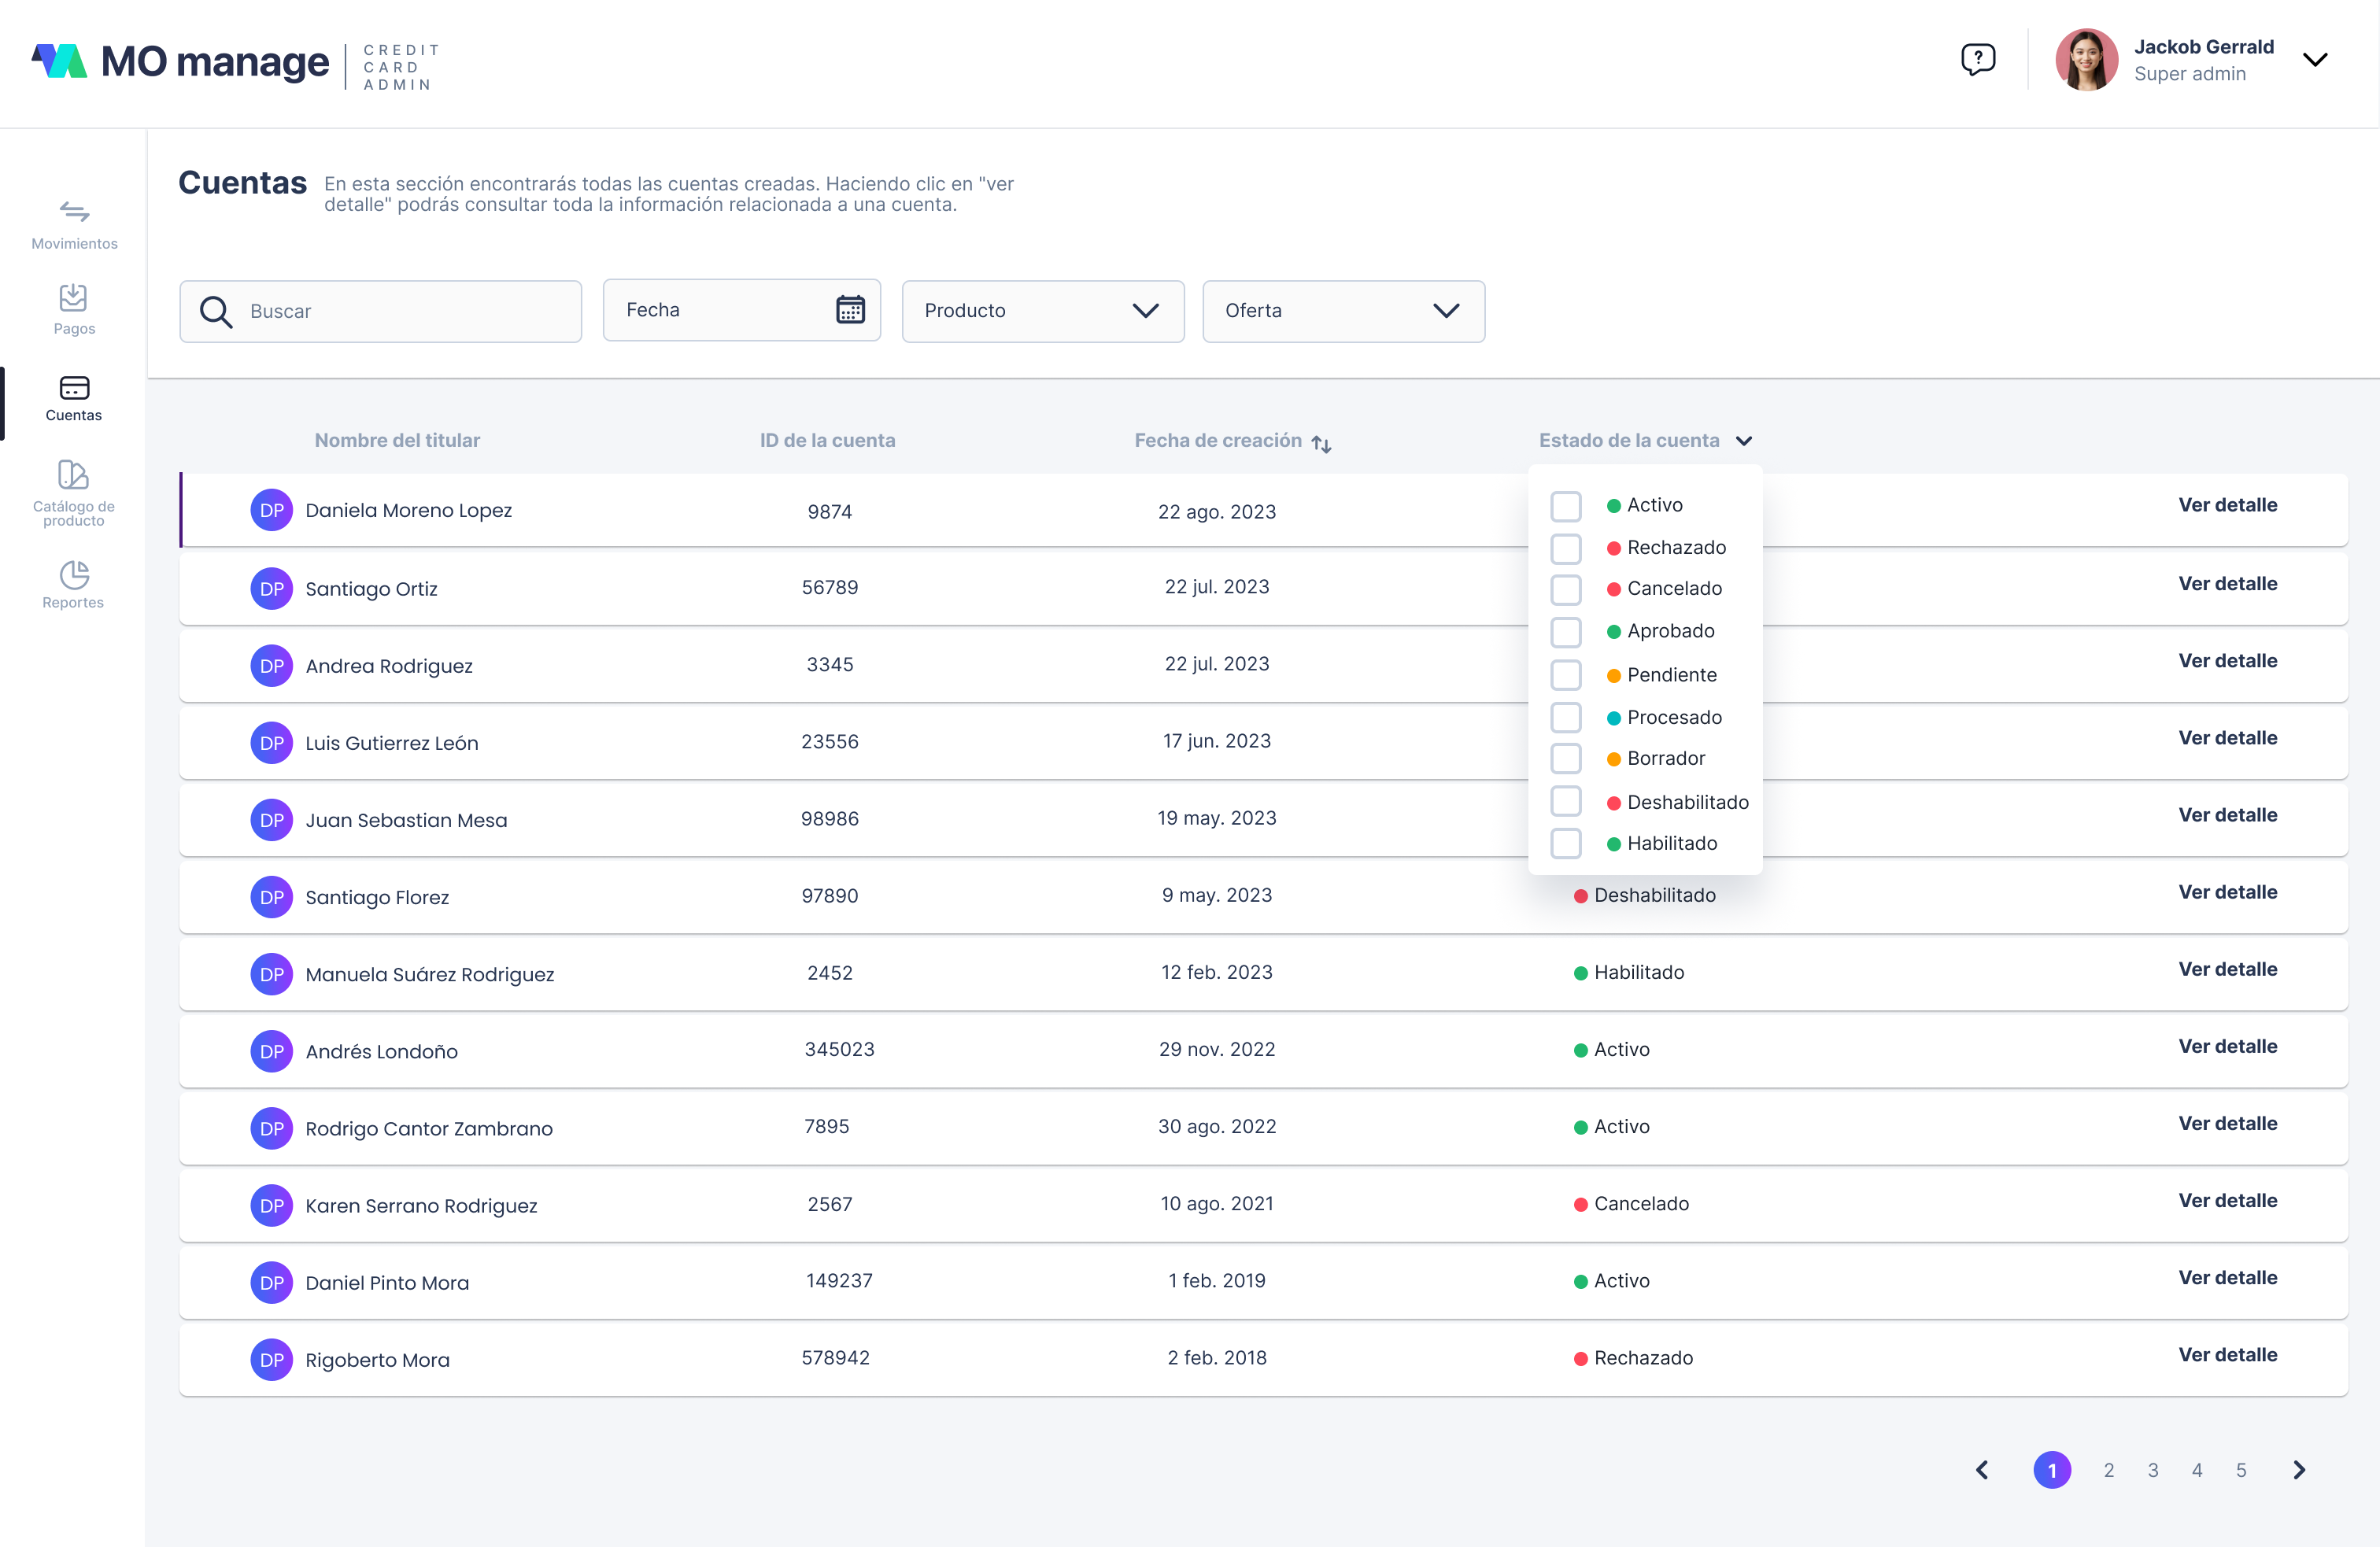 MO manage
CREDIT
CARD
ADMIN
?
Jackob Gerrald
Super admin
Movimientos
Pagos
Cuentas
Catálogo de
producto
Reportes
Cuentas
En esta sección encontrarás todas las cuentas creadas. Haciendo clic en "ver
detalle" podrás consultar toda la información relacionada a una cuenta.
Buscar
Fecha
Producto
Oferta
Nombre del titular ID de la cuenta Fecha de creación Estado de la cuenta
DP Daniela Moreno Lopez 9874 22 ago. 2023 Ver detalle
DP Santiago Ortiz 56789 22 jul. 2023 Ver detalle
DP Andrea Rodriguez 3345 22 jul. 2023 Ver detalle
DP Luis Gutierrez León 23556 17 jun. 2023 Ver detalle
DP Juan Sebastian Mesa 98986 19 may. 2023 Ver detalle
Activo
Rechazado
Cancelado
Aprobado
Pendiente
Procesado
Borrador
Deshabilitado
Habilitado
DP Santiago Florez 97890 9 may. 2023 Deshabilitado Ver detalle
DP Manuela Suárez Rodriguez 2452 12 feb. 2023 Habilitado Ver detalle
DP Andrés Londoño 345023 29 nov. 2022 Activo Ver detalle
DP Rodrigo Cantor Zambrano 7895 30 ago. 2022 Activo Ver detalle
DP Karen Serrano Rodriguez 2567 10 ago. 2021 Cancelado Ver detalle
DP Daniel Pinto Mora 149237 1 feb. 2019 Activo Ver detalle
DP Rigoberto Mora 578942 2 feb. 2018 Rechazado Ver detalle
1 2 3 4 5